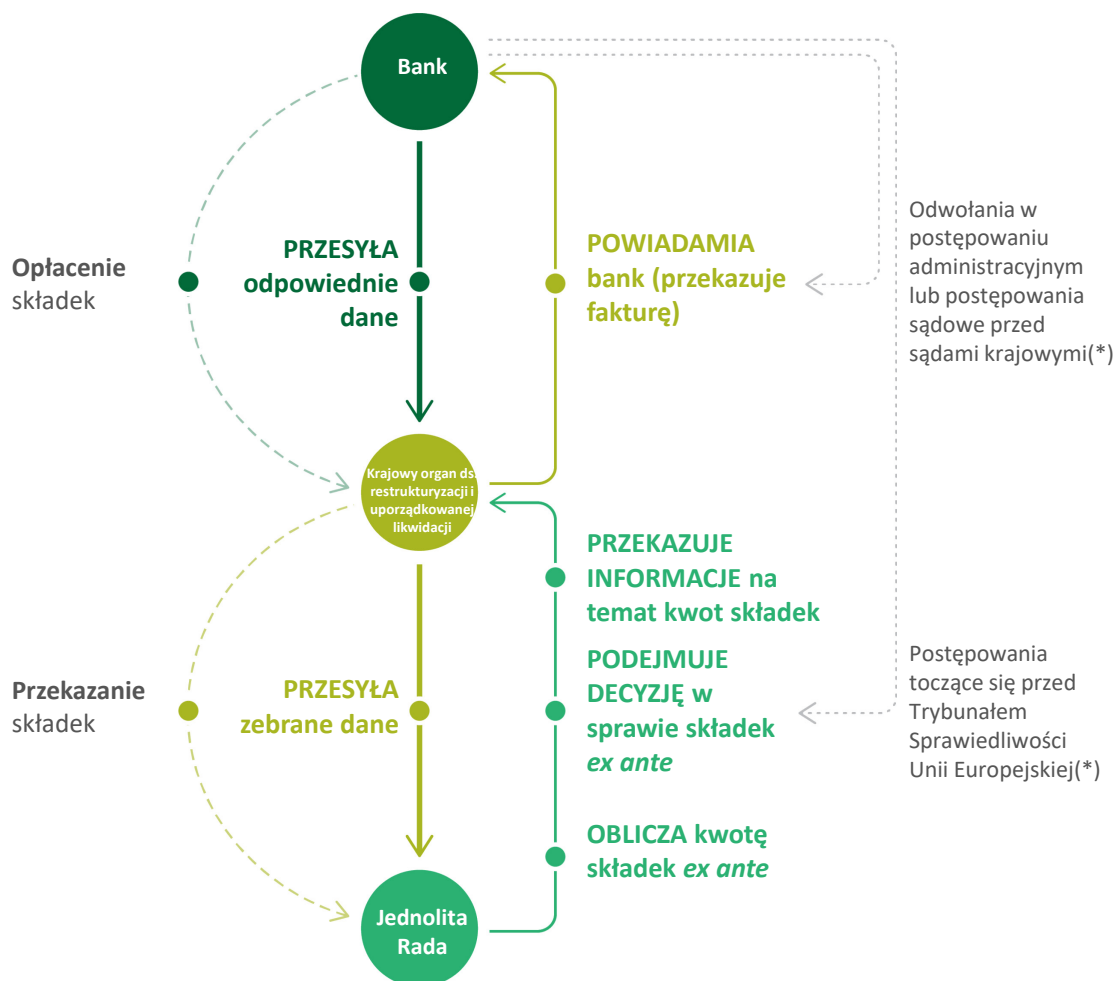 Bank
Opłacenie
składek
PRZESYŁA
odpowiednie
dane
POWIADAMIA
bank (przekazuje
fakturę)
Odwołania w
postępowaniu
administracyjnym
lub postępowania
sądowe przed
sądami krajowymi(*)
Krajowy organ ds.
restrukturyzacji i
uporządkowanej
likwidacji
PRZEKAZUJE
INFORMACJE na
temat kwot składek
Przekazanie
składek
PRZESYŁA
zebrane dane
PODEJMUJE
DECYZJĘ w
sprawie składek
ex ante
Postępowania
toczące się przed
Trybunałem
Sprawiedliwości
Unii Europejskiej(*)
OBLICZA kwotę
składek ex ante
Jednolita
Rada